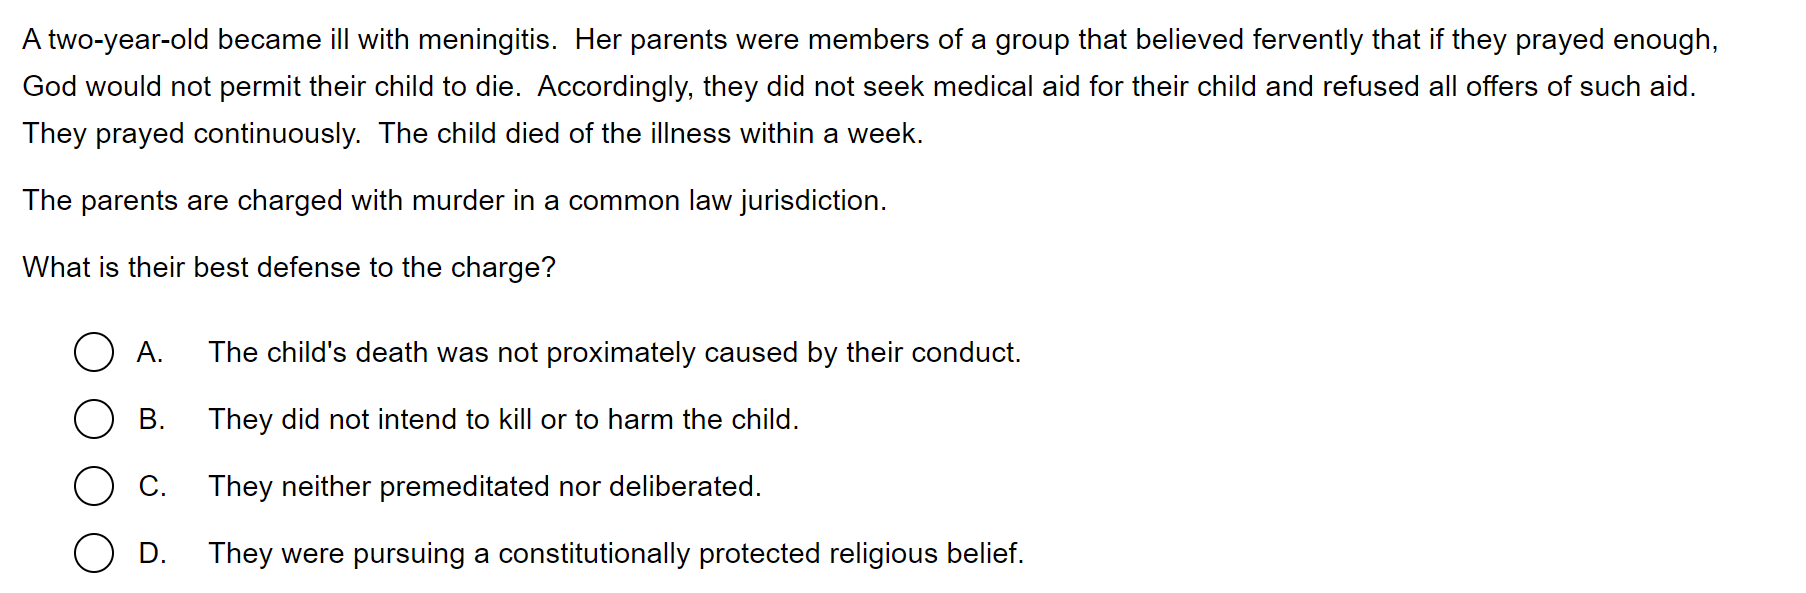 A two-year-old became ill with meningitis.  Her parents were members of a group that believed fervently that if they prayed enough,
God would not permit their child to die.  Accordingly, they did not seek medical aid for their child and refused all offers of such aid.
They prayed continuously.  The child died of the illness within a week.
The parents are charged with murder in a common law jurisdiction.
What is their best defense to the charge?
A. The child's death was not proximately caused by their conduct.
B. They did not intend to kill or to harm the child.
C. They neither premeditated nor deliberated.
D. They were pursuing a constitutionally protected religious belief.